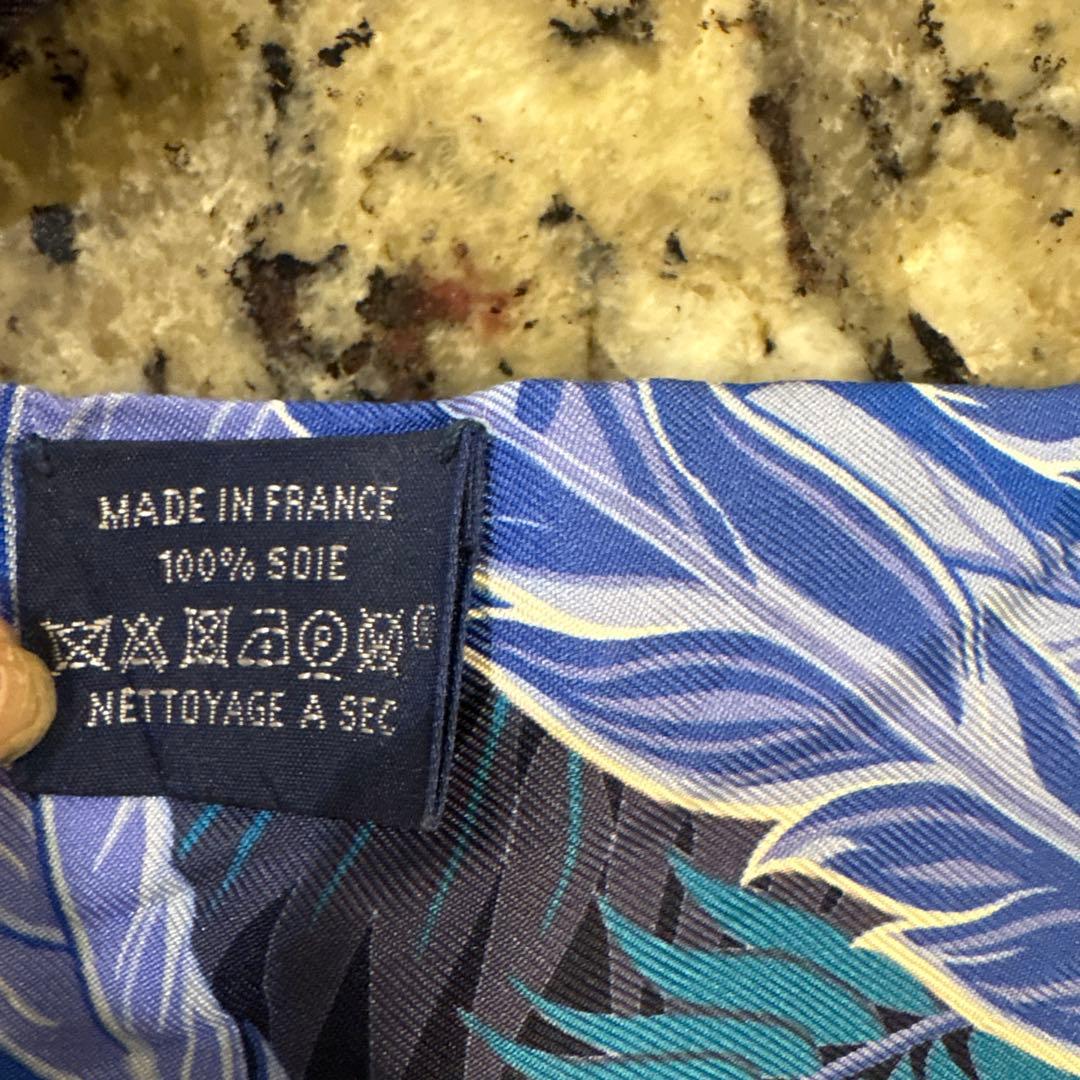 MADE IN FRANCE
100% SOIE
P
NETTOYAGE A SEC